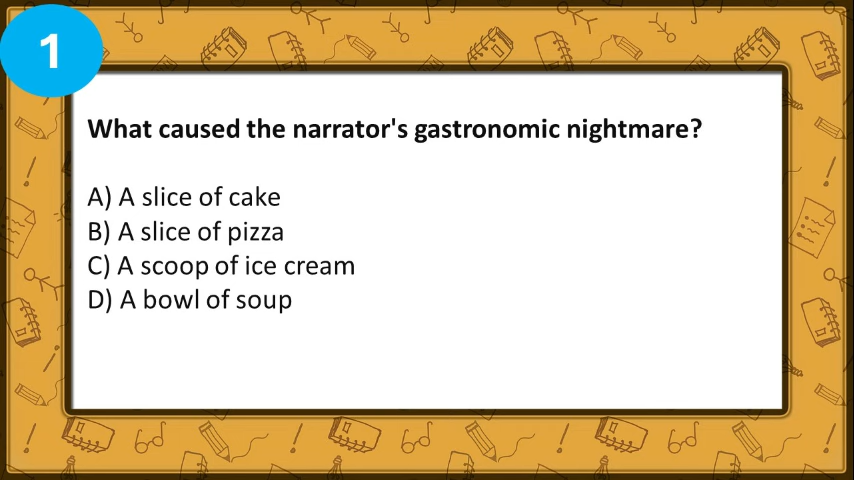 1
What caused the narrator's gastronomic nightmare?
A) A slice of cake
B) A slice of pizza
C) A scoop of ice cream
D) A bowl of soup